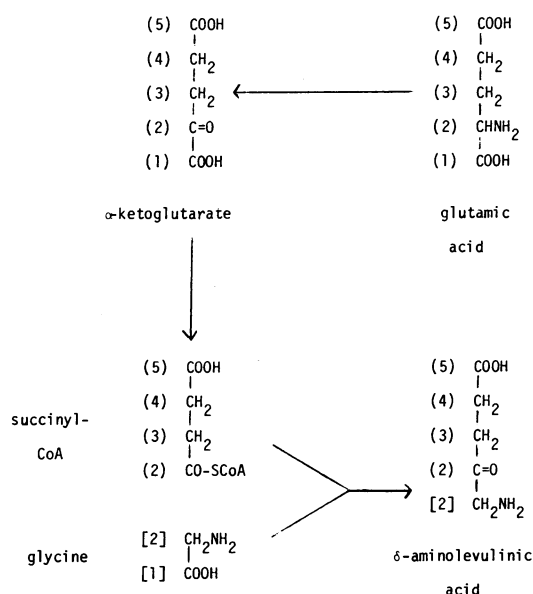 (5) COOH
(4) CH2
(3) CH2
(2) C=O
(1) COOH
α-ketoglutarate
(5) COOH
(4) CH2
(3) CH2
(2) CHNH2
(1) COOH
glutamic
acid
succinyl-
CoA
(5) COOH
(4) CH2
(3) CH2
(2) CO-SCoA
glycine
[2] CH2NH2
[1] COOH
(5) COOH
(4) CH2
(3) CH2
(2) C=O
[2] CH2NH2
δ-aminolevulinic
acid